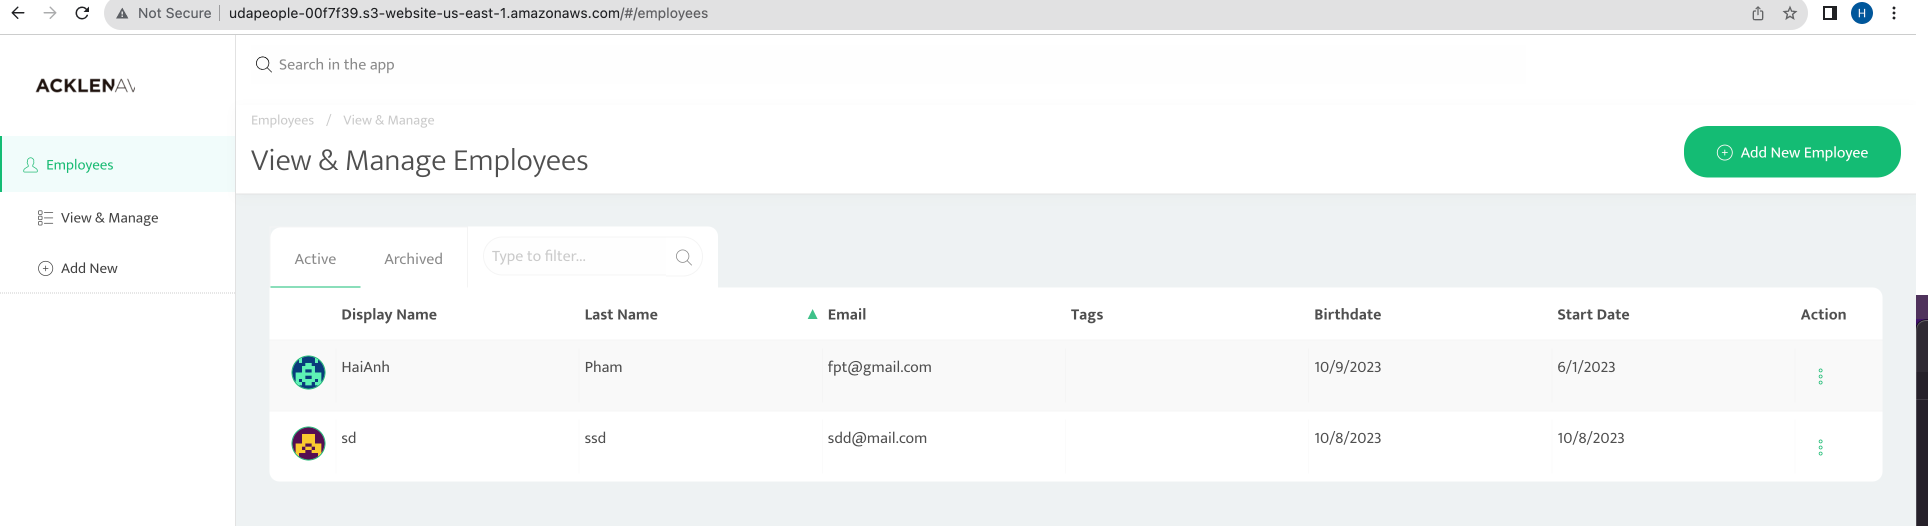 Not Secure udapeople-00f7f39.s3-website-us-east-1.amazonaws.com/#/employees H
Search in the app
ACKLENAV
Employees / View & Manage
View & Manage Employees
Add New Employee
Employees
View & Manage
Add New
Active Archived Type to filter...
Display Name Last Name Email Tags Birthdate Start Date Action
HaiAnh Pham fpt@gmail.com 10/9/2023 6/1/2023
sd ssd sdd@mail.com 10/8/2023 10/8/2023